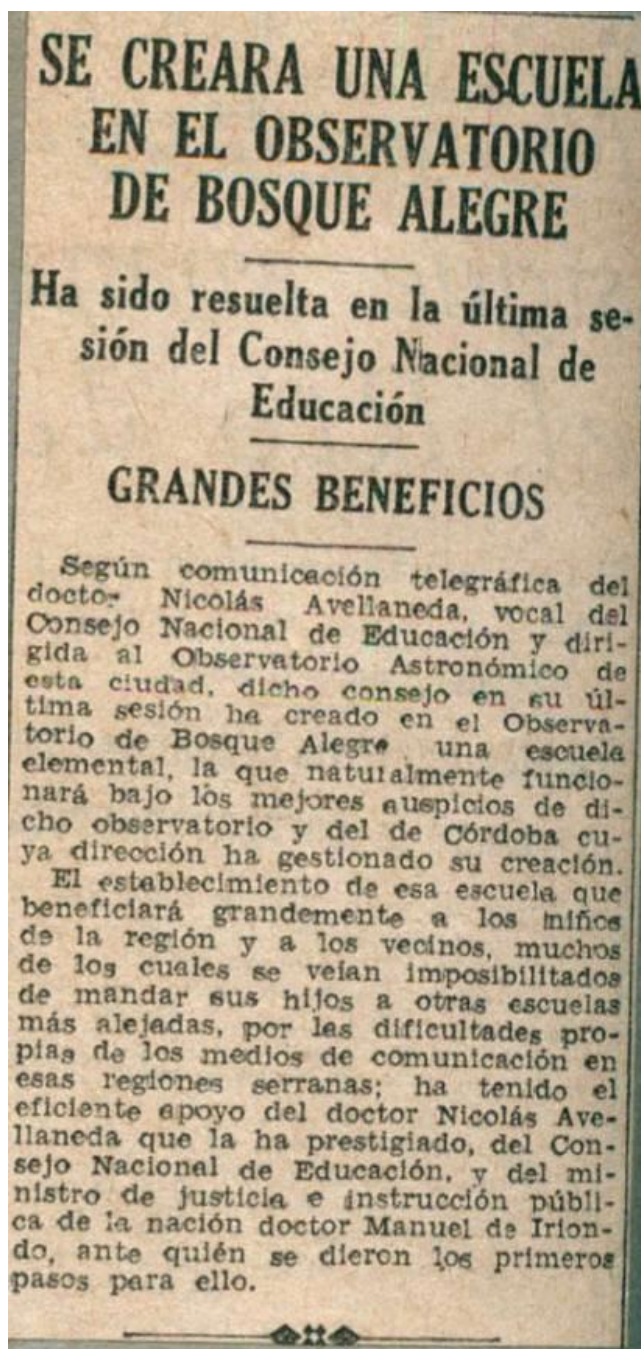 SE CREARA UNA ESCUELA
EN EL OBSERVATORIO
DE BOSQUE ALEGRE
Ha sido resuelta en la última se-
sión del Consejo Nacional de
Educación
GRANDES BENEFICIOS
Según comunicación telegráfica del
doctor Nicolás Avellaneda, vocal del
Consejo Nacional de Educación y diri-
gida al Observatorio Astronómico de
esta ciudad, dicho consejo en su úl-
tima sesión ha creado en el Observa-
torio de Bosque Alegre una escuela
elemental, la que naturalmente funcio-
nará bajo los mejores auspicios de di-
cho observatorio y del de Córdoba cu-
ya dirección ha gestionado su creación.
El establecimiento de esa escuela que
beneficiará grandemente a los niños
de la región y a los vecinos, muchos
de los cuales se veían imposibilitados
de mandar sus hijos a otras escuelas
más alejadas, por las dificultades pro-
pias de los medios de comunicación en
esas regiones serranas; ha tenido el
eficiente apoyo del doctor Nicolás Ave-
llaneda que la ha prestigiado, del Con-
sejo Nacional de Educación, y del mi-
nistro de justicia e instrucción públi-
ca de la nación doctor Manuel de Irion-
do, ante quién se dieron los primeros
pasos para ello.